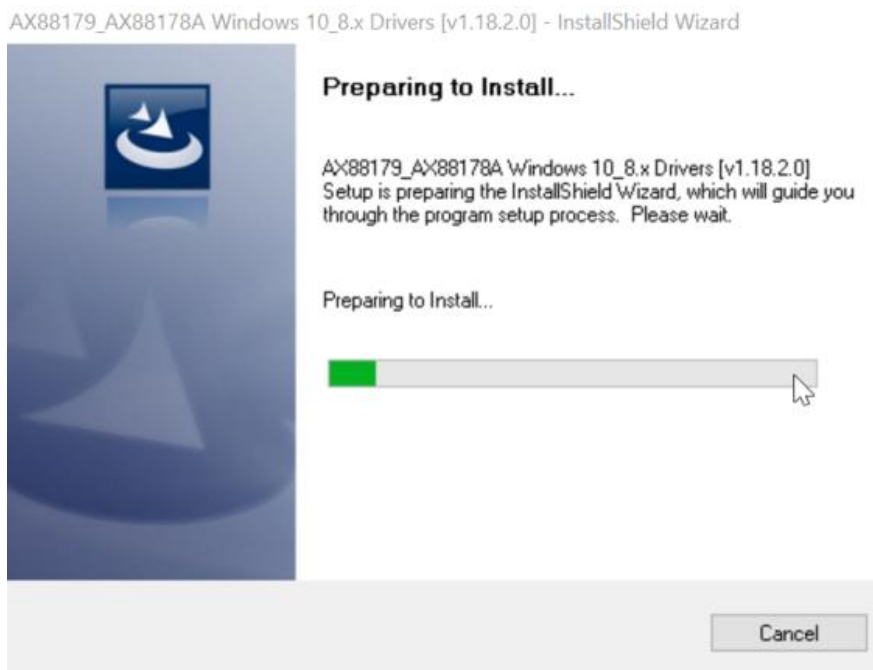 AX88179_AX88178A Windows 10_8.x Drivers [v1.18.2.0] - InstallShield Wizard
Preparing to Install...
AX88179_AX88178A Windows 10_8.x Drivers [v1.18.2.0]
Setup is preparing the InstallShield Wizard, which will guide you
through the program setup process.  Please wait.
Preparing to Install...
Cancel